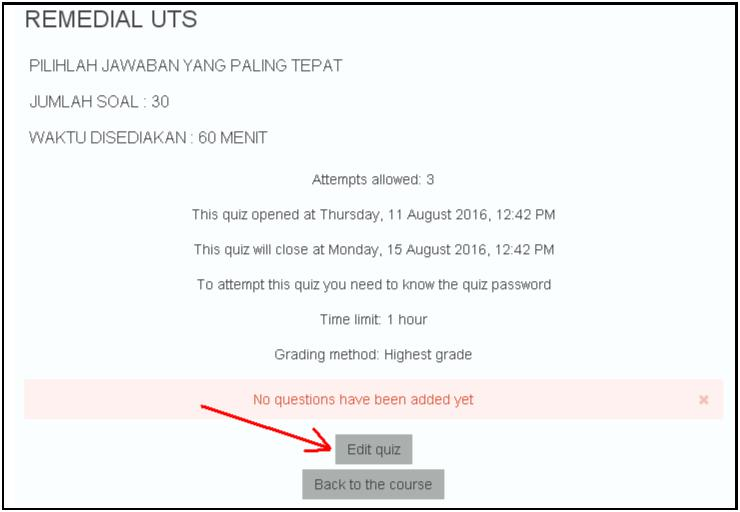 REMEDIAL UTS
PILIHLAH JAWABAN YANG PALING TEPAT
JUMLAH SOAL : 30
WAKTU DISEDIAKAN : 60 MENIT
Attempts allowed: 3
This quiz opened at Thursday, 11 August 2016, 12:42 PM
This quiz will close at Monday, 15 August 2016, 12:42 PM
To attempt this quiz you need to know the quiz password
Time limit: 1 hour
Grading method: Highest grade
No questions have been added yet
Edit quiz
Back to the course